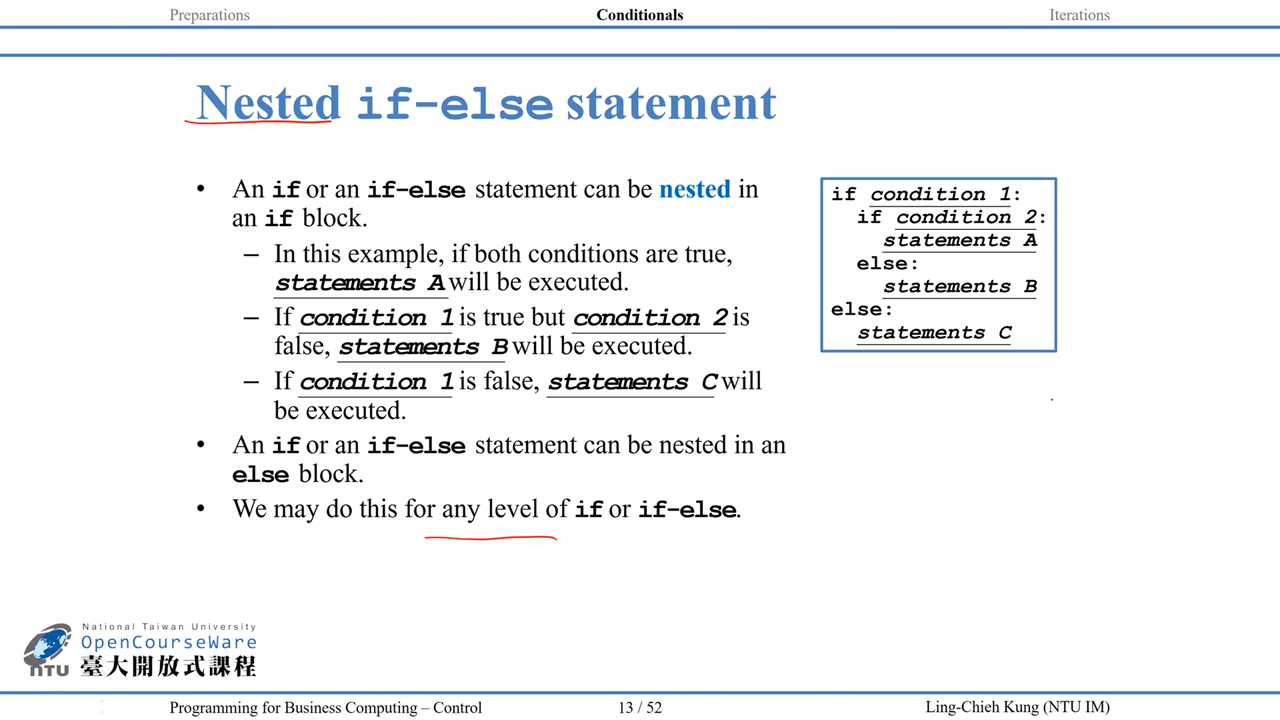 Preparations Conditionals Iterations
Nested if-else statement
• An if or an if-else statement can be nested in
an if block.
– In this example, if both conditions are true,
statements A will be executed.
– If condition 1 is true but condition 2 is
false, statements B will be executed.
– If condition 1 is false, statements C will
be executed.
• An if or an if-else statement can be nested in an
else block.
• We may do this for any level of if or if-else.
if condition 1:
if condition 2:
statements A
else:
statements B
else:
statements C
National Taiwan University
OpenCourseWare
NTU 臺大開放式課程
Programming for Business Computing – Control 13 / 52 Ling-Chieh Kung (NTU IM)